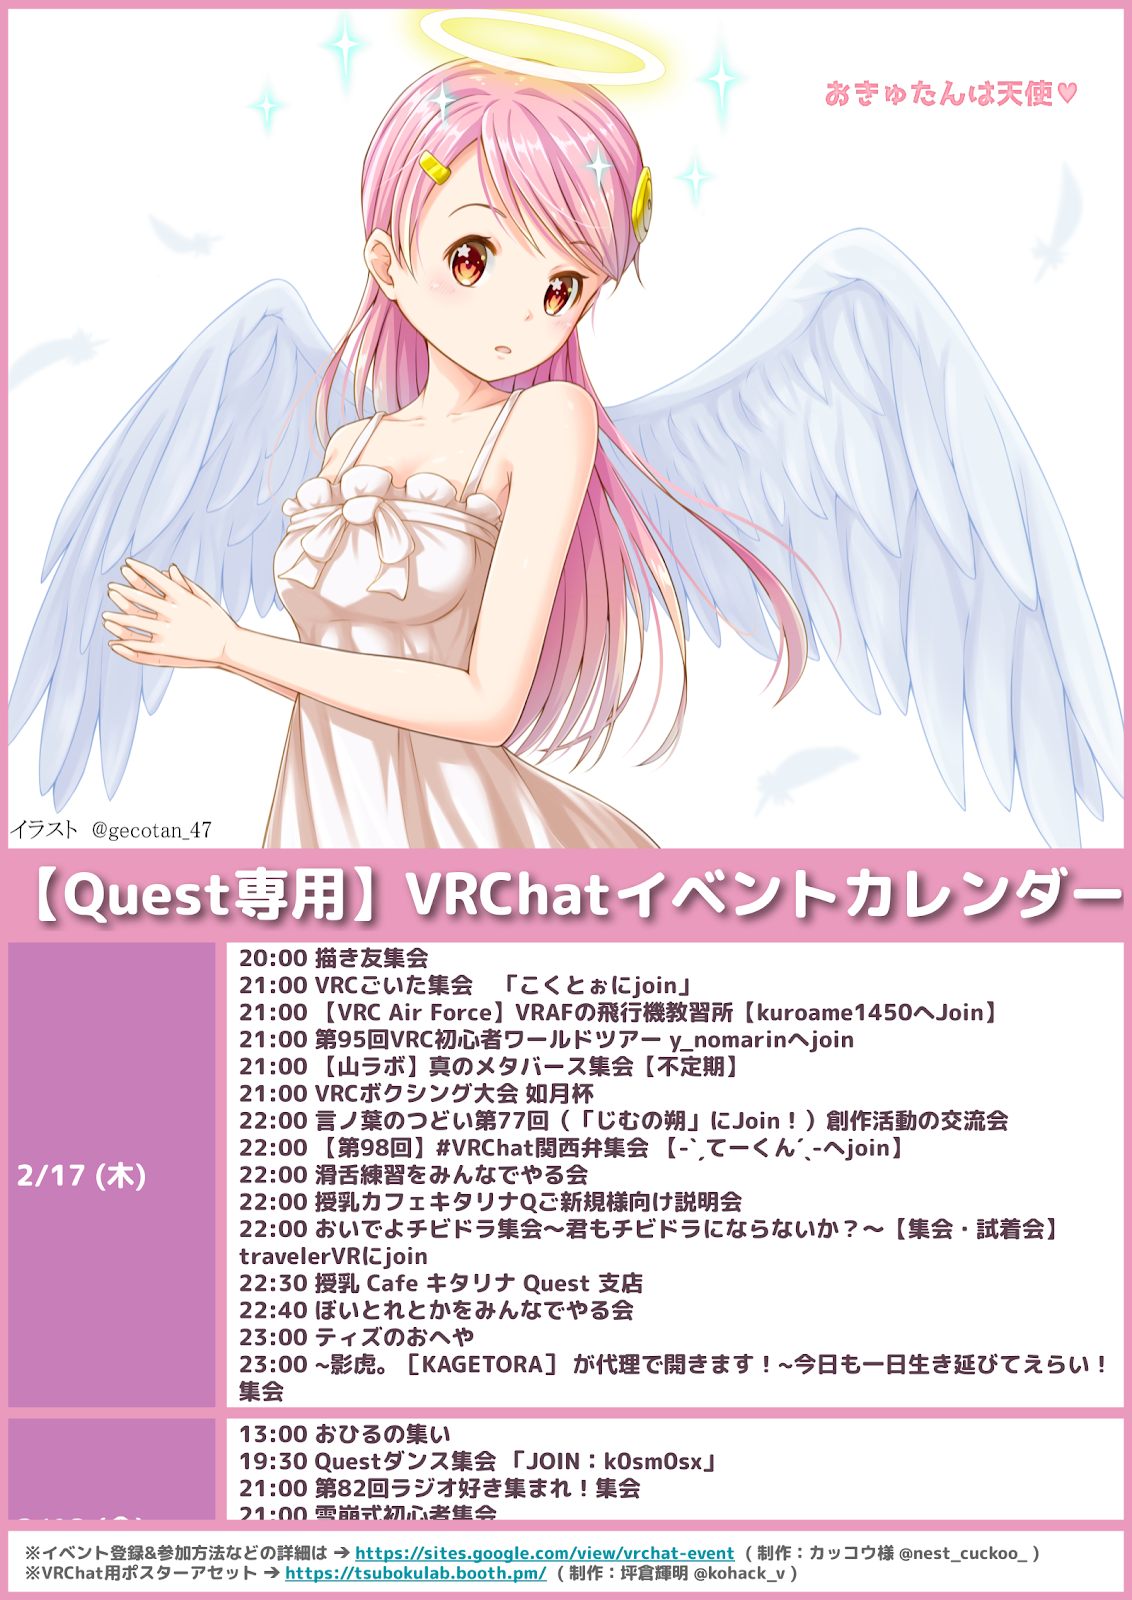 おきゅたんは天使♥
イラスト @gecotan_47
【Quest専用】VRChatイベントカレンダー
2/17 (木)
20:00 描き友集会
21:00 VRCごいた集会 「こくとぉにjoin」
21:00 【VRC Air Force】VRAFの飛行機教習所【kuroame1450へJoin】
21:00 第95回VRC初心者ワールドツアー y_nomarinへjoin
21:00 【山ラボ】真のメタバース集会【不定期】
21:00 VRCボクシング大会 如月杯
22:00 言ノ葉のつどい第77回（「じむの朔」にJoin！）創作活動の交流会
22:00 【第98回】#VRChat関西弁集会 【-ˋˏてーくんˊˎ-へjoin】
22:00 滑舌練習をみんなでやる会
22:00 授乳カフェキタリナQご新規様向け説明会
22:00 おいでよチビドラ集会～君もチビドラにならないか？～【集会・試着会】
travelerVRにjoin
22:30 授乳 Cafe キタリナ Quest 支店
22:40 ぼいとれとかをみんなでやる会
23:00 ティズのおへや
23:00 ~影虎。［KAGETORA］ が代理で開きます！~今日も一日生き延びてえらい！
集会
13:00 おひるの集い
19:30 Questダンス集会 「JOIN：k0sm0sx」
21:00 第82回ラジオ好き集まれ！集会
21:00 雪崩式初心者集会
※イベント登録&参加方法などの詳細は → https://sites.google.com/view/vrchat-event （ 制作：カッコウ様 @nest_cuckoo_ ）
※VRChat用ポスターアセット → https://tsubokulab.booth.pm/ （ 制作：坪倉輝明 @kohack_v ）